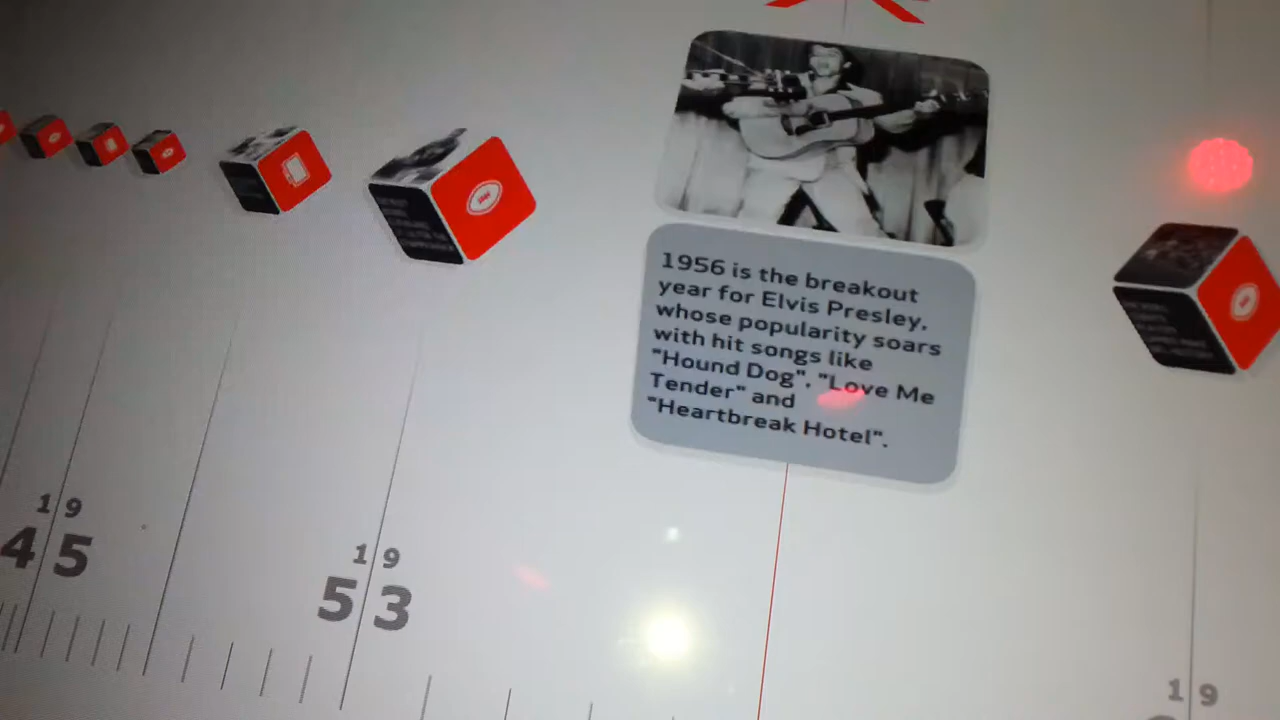 1956 is the breakout
year for Elvis Presley,
whose popularity soars
with hit songs like
"Hound Dog", "Love Me
Tender" and
"Heartbreak Hotel".
19
45
19
53
19